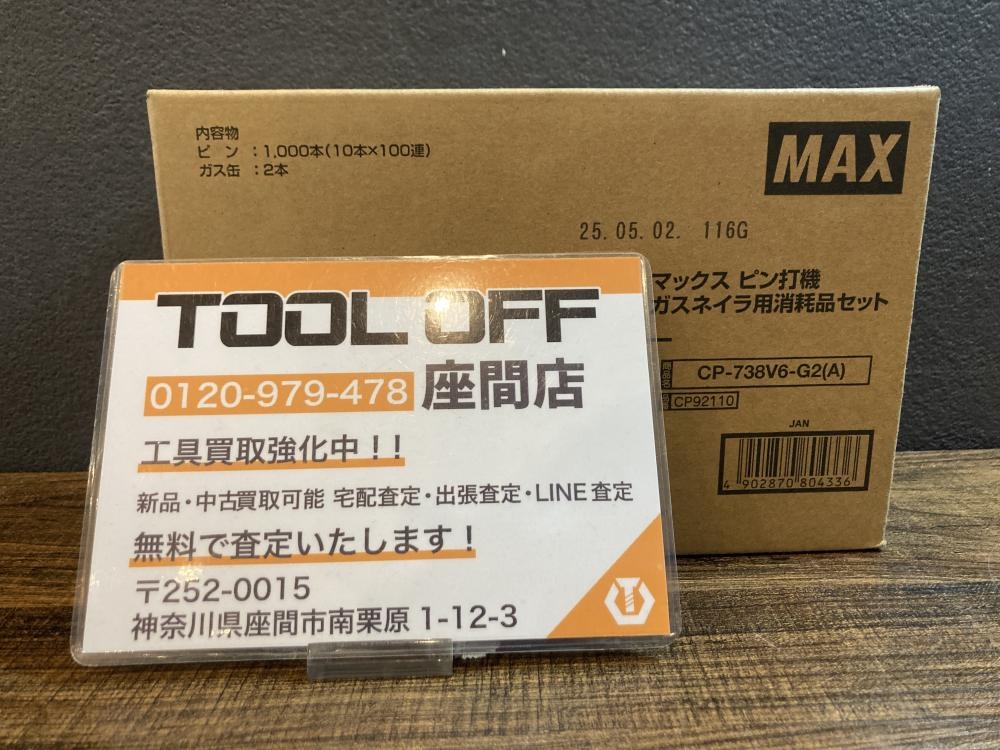 内容物
ピン : 1,000本(10本×100連)
ガス缶 : 2本
MAX
25.05.02. 116G
マックス ピン打機
ガスネイラ用消耗品セット
商品名 CP-738V6-G2(A)
CP92110
JAN
4 902870 804336
TOOL OFF
0120-979-478 座間店
工具買取強化中!!
新品・中古買取可能 宅配査定・出張査定・LINE査定
無料で査定いたします!
〒252-0015
神奈川県座間市南栗原 1-12-3